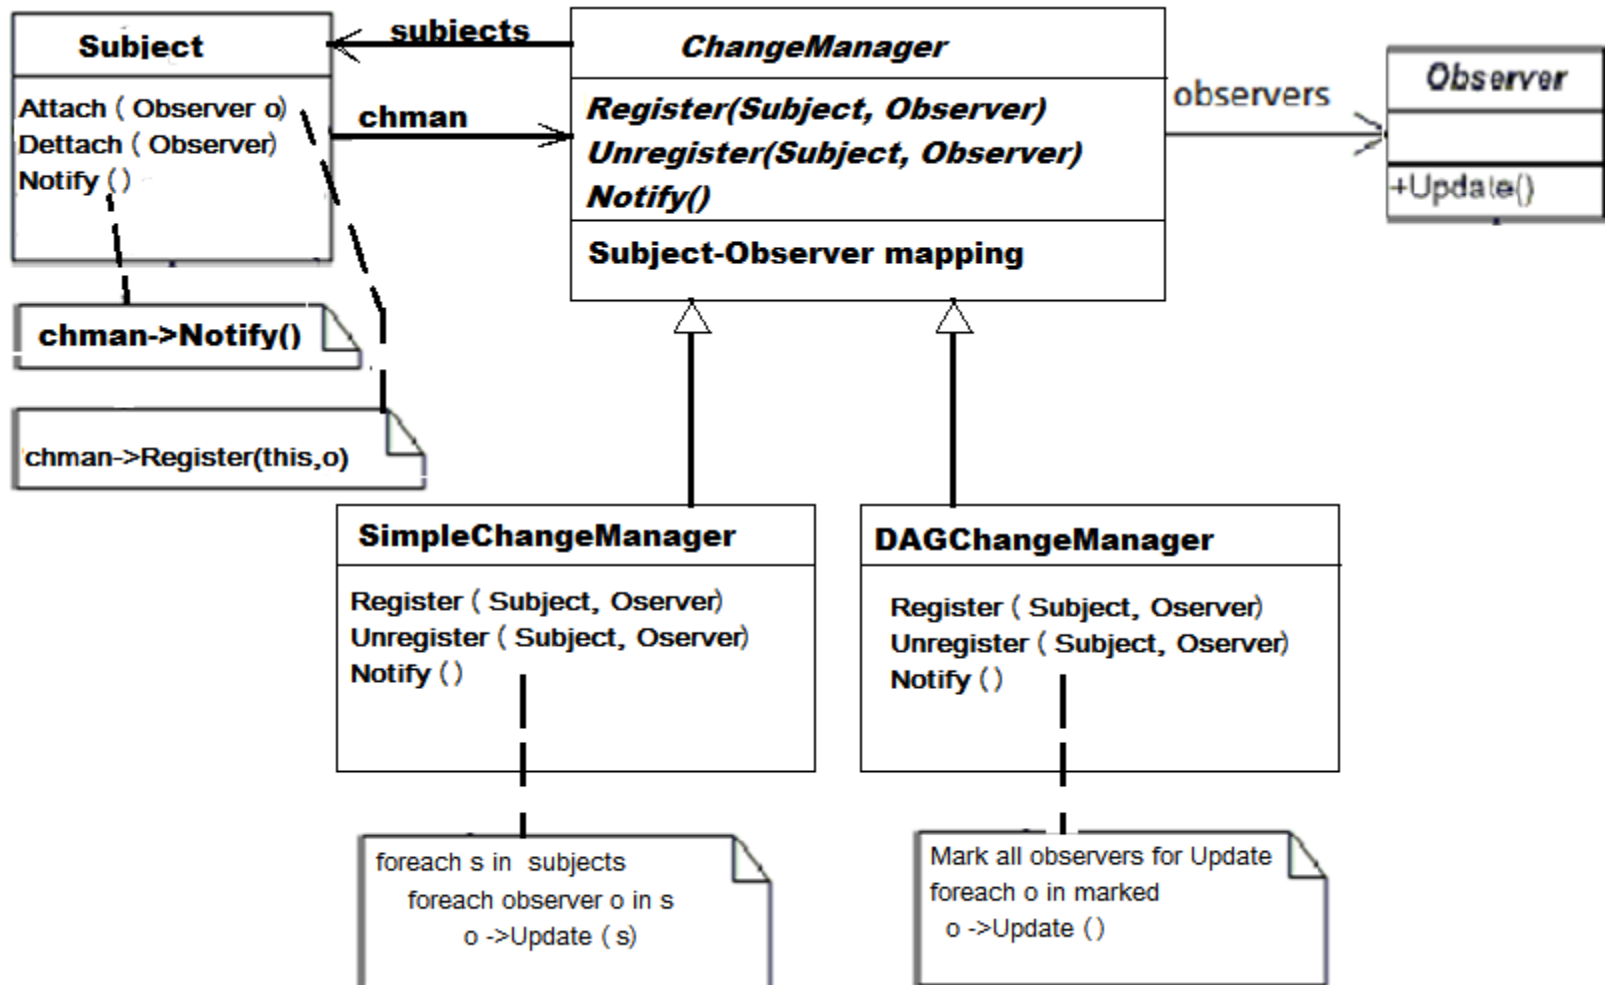 Subject
Attach ( Observer o)
Dettach ( Observer)
Notify ()
subjects
chman
ChangeManager
Register(Subject, Observer)
Unregister(Subject, Observer)
Notify()
Subject-Observer mapping
observers
Observer
+Update()
chman->Notify()
chman->Register(this,o)
SimpleChangeManager
Register ( Subject, Oserver)
Unregister ( Subject, Oserver)
Notify ()
DAGChangeManager
Register ( Subject, Oserver)
Unregister ( Subject, Oserver)
Notify ()
foreach s in subjects
foreach observer o in s
o ->Update ( s)
Mark all observers for Update
foreach o in marked
o ->Update ()